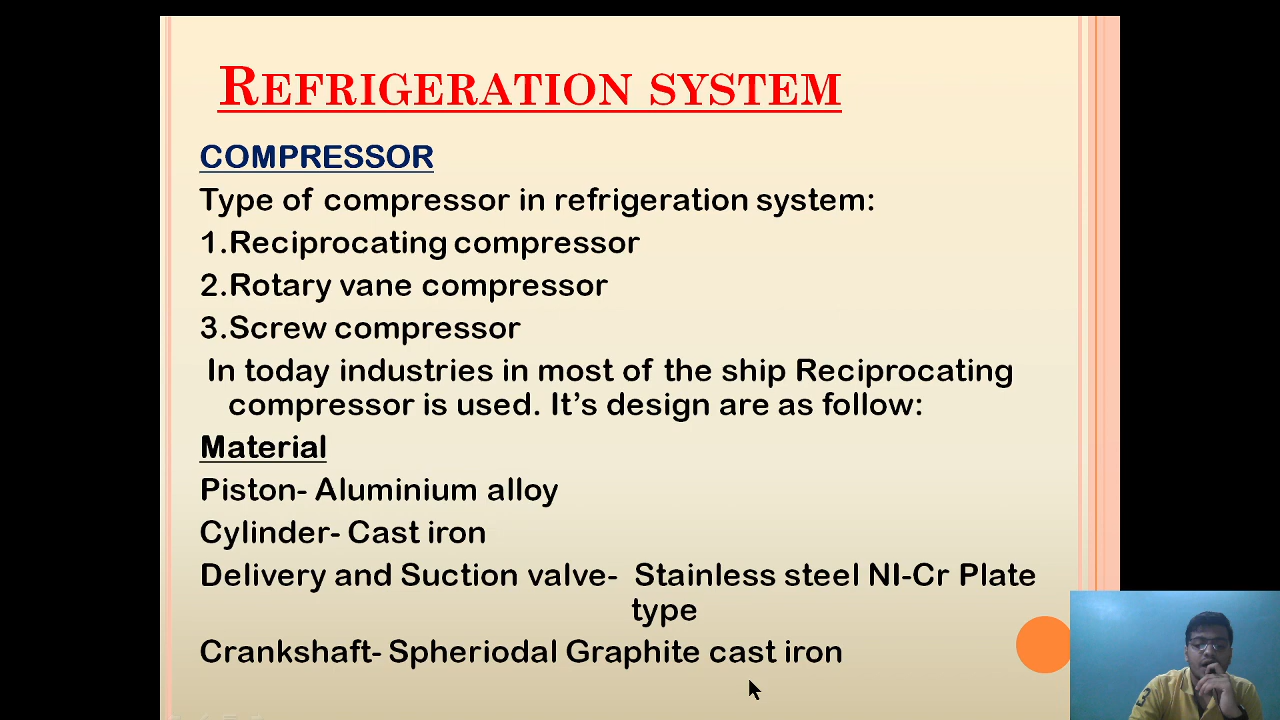 REFRIGERATION SYSTEM
COMPRESSOR
Type of compressor in refrigeration system:
1.Reciprocating compressor
2.Rotary vane compressor
3.Screw compressor
In today industries in most of the ship Reciprocating
compressor is used. It’s design are as follow:
Material
Piston- Aluminium alloy
Cylinder- Cast iron
Delivery and Suction valve- Stainless steel NI-Cr Plate
type
Crankshaft- Spheriodal Graphite cast iron
3